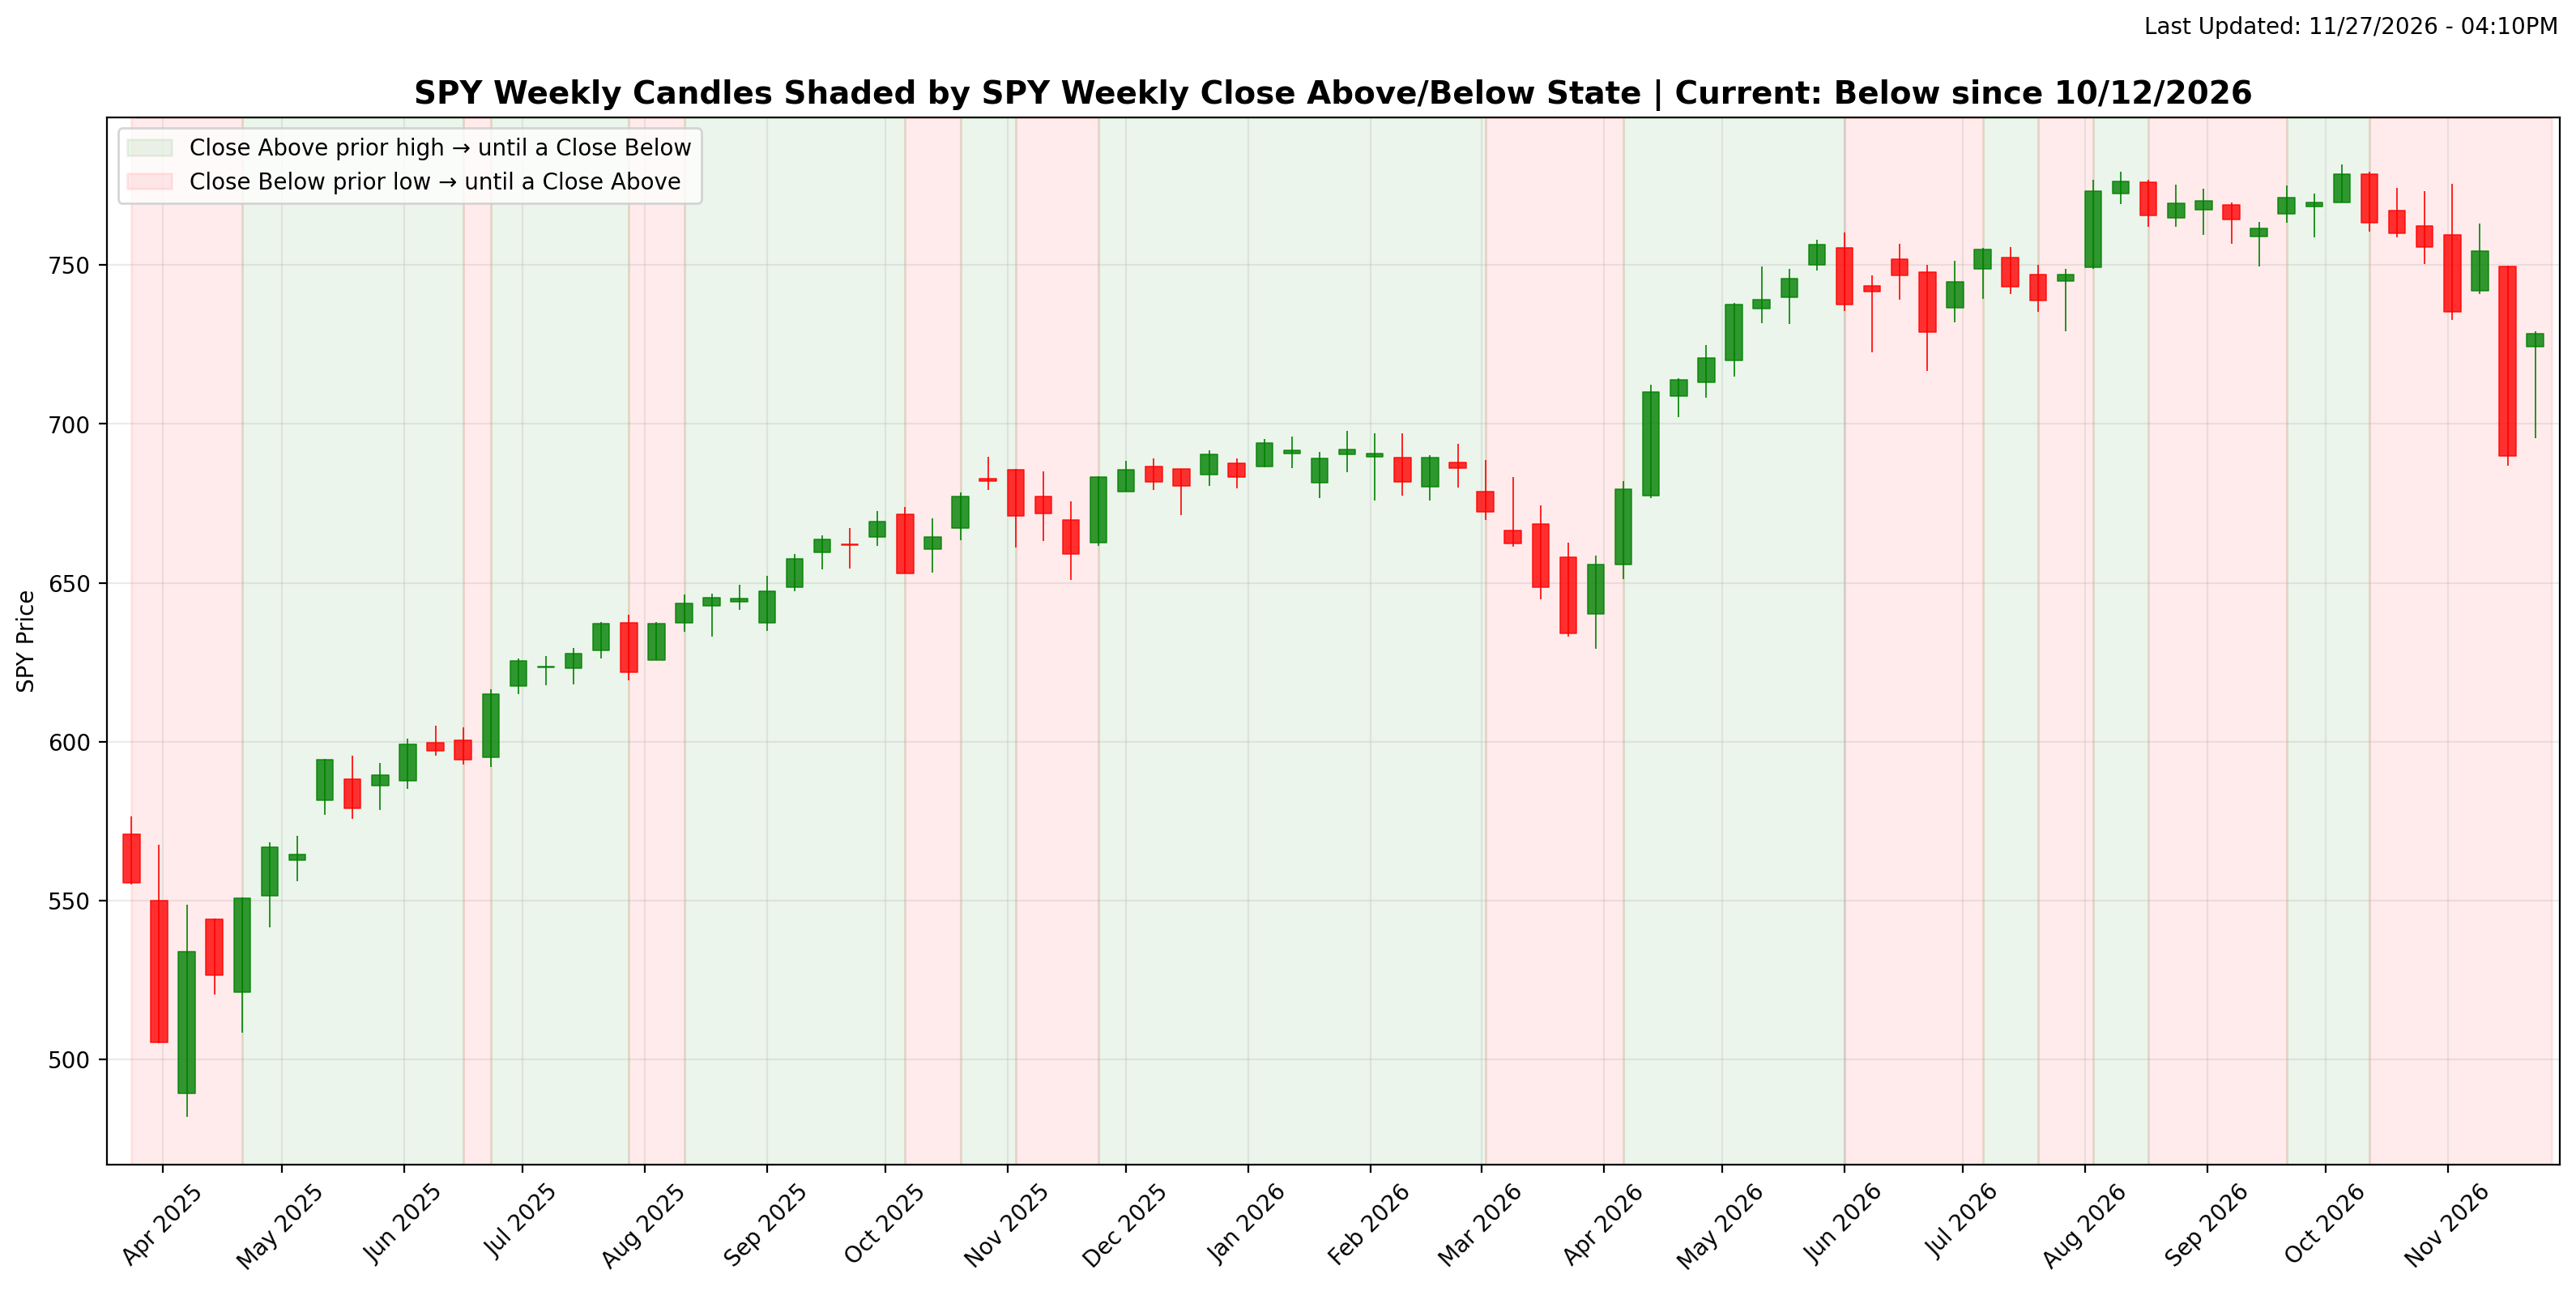 Last Updated: 11/27/2026 - 04:10PM
SPY Weekly Candles Shaded by SPY Weekly Close Above/Below State | Current: Below since 10/12/2026
Close Above prior high → until a Close Below
Close Below prior low → until a Close Above
SPY Price
750
700
650
600
550
500
Apr 2025
May 2025
Jun 2025
Jul 2025
Aug 2025
Sep 2025
Oct 2025
Nov 2025
Dec 2025
Jan 2026
Feb 2026
Mar 2026
Apr 2026
May 2026
Jun 2026
Jul 2026
Aug 2026
Sep 2026
Oct 2026
Nov 2026